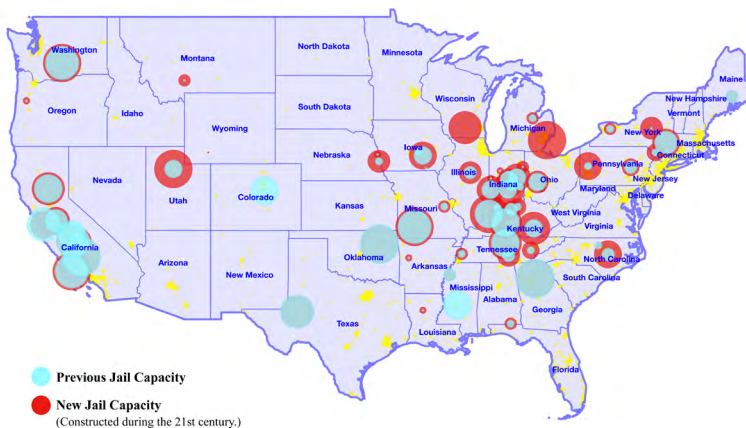 Washington
Montana
North Dakota
Minnesota
Maine
Oregon
Idaho
South Dakota
Wisconsin
Michigan
New Hampshire
Vermont
New York
Massachusetts
Wyoming
Iowa
Connecticut
Nebraska
Nevada
Utah
Colorado
Illinois
Indiana
Ohio
Pennsylvania
New Jersey
Maryland
Delaware
Kansas
Missouri
West Virginia
Kentucky
Virginia
California
Oklahoma
Tennessee
Arkansas
North Carolina
Arizona
New Mexico
Mississippi
Alabama
South Carolina
Georgia
Texas
Louisiana
Florida
Previous Jail Capacity
New Jail Capacity
(Constructed during the 21st century.)